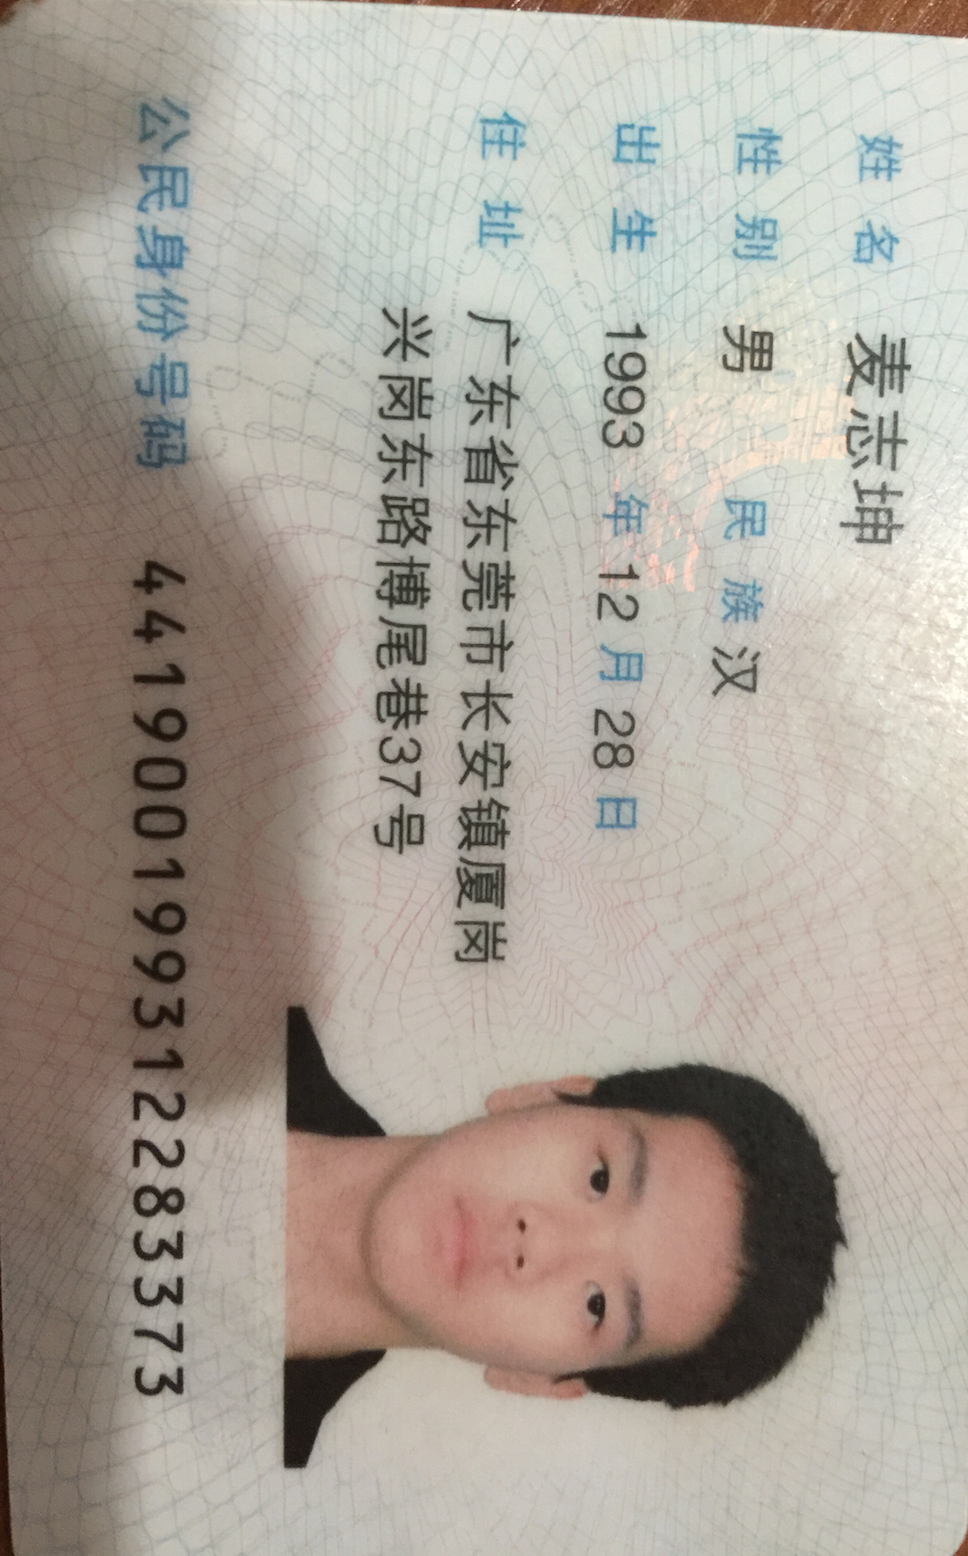 姓名 麦志坤
性别 男 民族 汉
出生 1993 年 12 月 28 日
住址 广东省东莞市长安镇厦岗
兴岗东路博尾巷37号
公民身份号码 441900199312283373